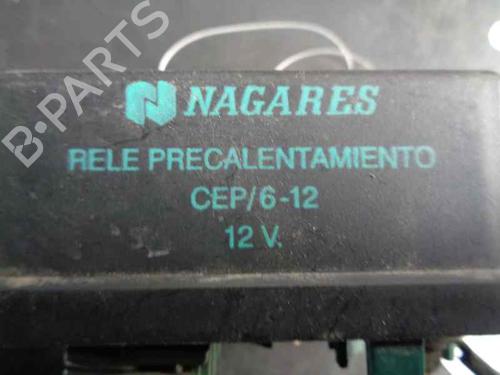 B-PARTS
NAGARES
RELE PRECALENTAMIENTO
CEP/6-12
12 V.